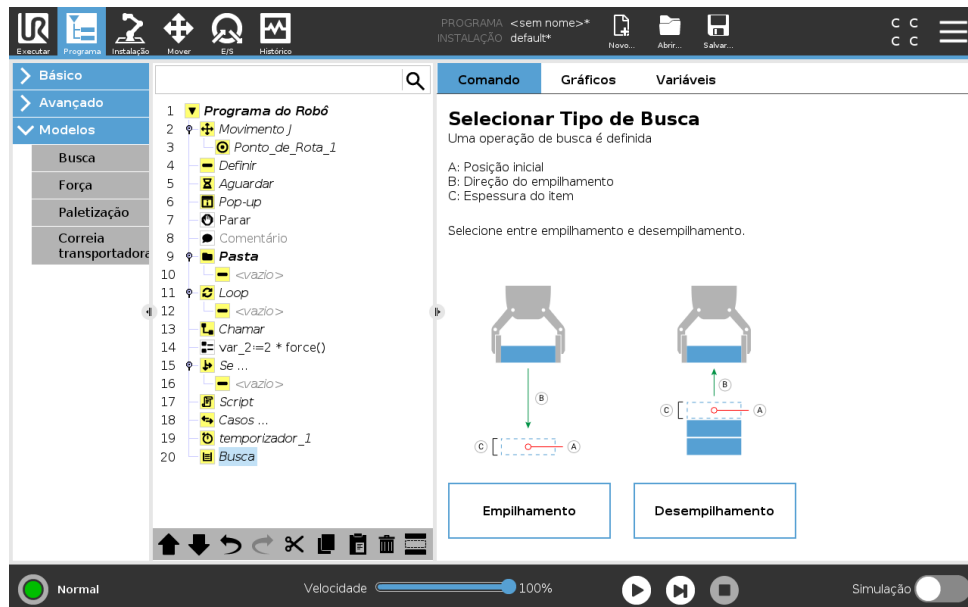 Executar
Programa
Instalação
Mover
E/S
Histórico
PROGRAMA <sem nome>*
INSTALAÇÃO default*
Novo...
Abrir...
Salvar...
C C
C C
Básico
Avançado
Modelos
Busca
Força
Paletização
Correia
transportadora
1 Programa do Robô
2 Movimento J
3 Ponto_de_Rota_1
4 Definir
5 Aguardar
6 Pop-up
7 Parar
8 Comentário
9 Pasta
10 <vazio>
11 Loop
12 <vazio>
13 Chamar
14 var_2:=2 * force()
15 Se ...
16 <vazio>
17 Script
18 Casos ...
19 temporizador_1
20 Busca
Comando
Gráficos
Variáveis
Selecionar Tipo de Busca
Uma operação de busca é definida
A: Posição inicial
B: Direção do empilhamento
C: Espessura do item
Selecione entre empilhamento e desempilhamento.
B
C
A
B
C
A
Empilhamento
Desempilhamento
Normal
Velocidade
100%
Simulação